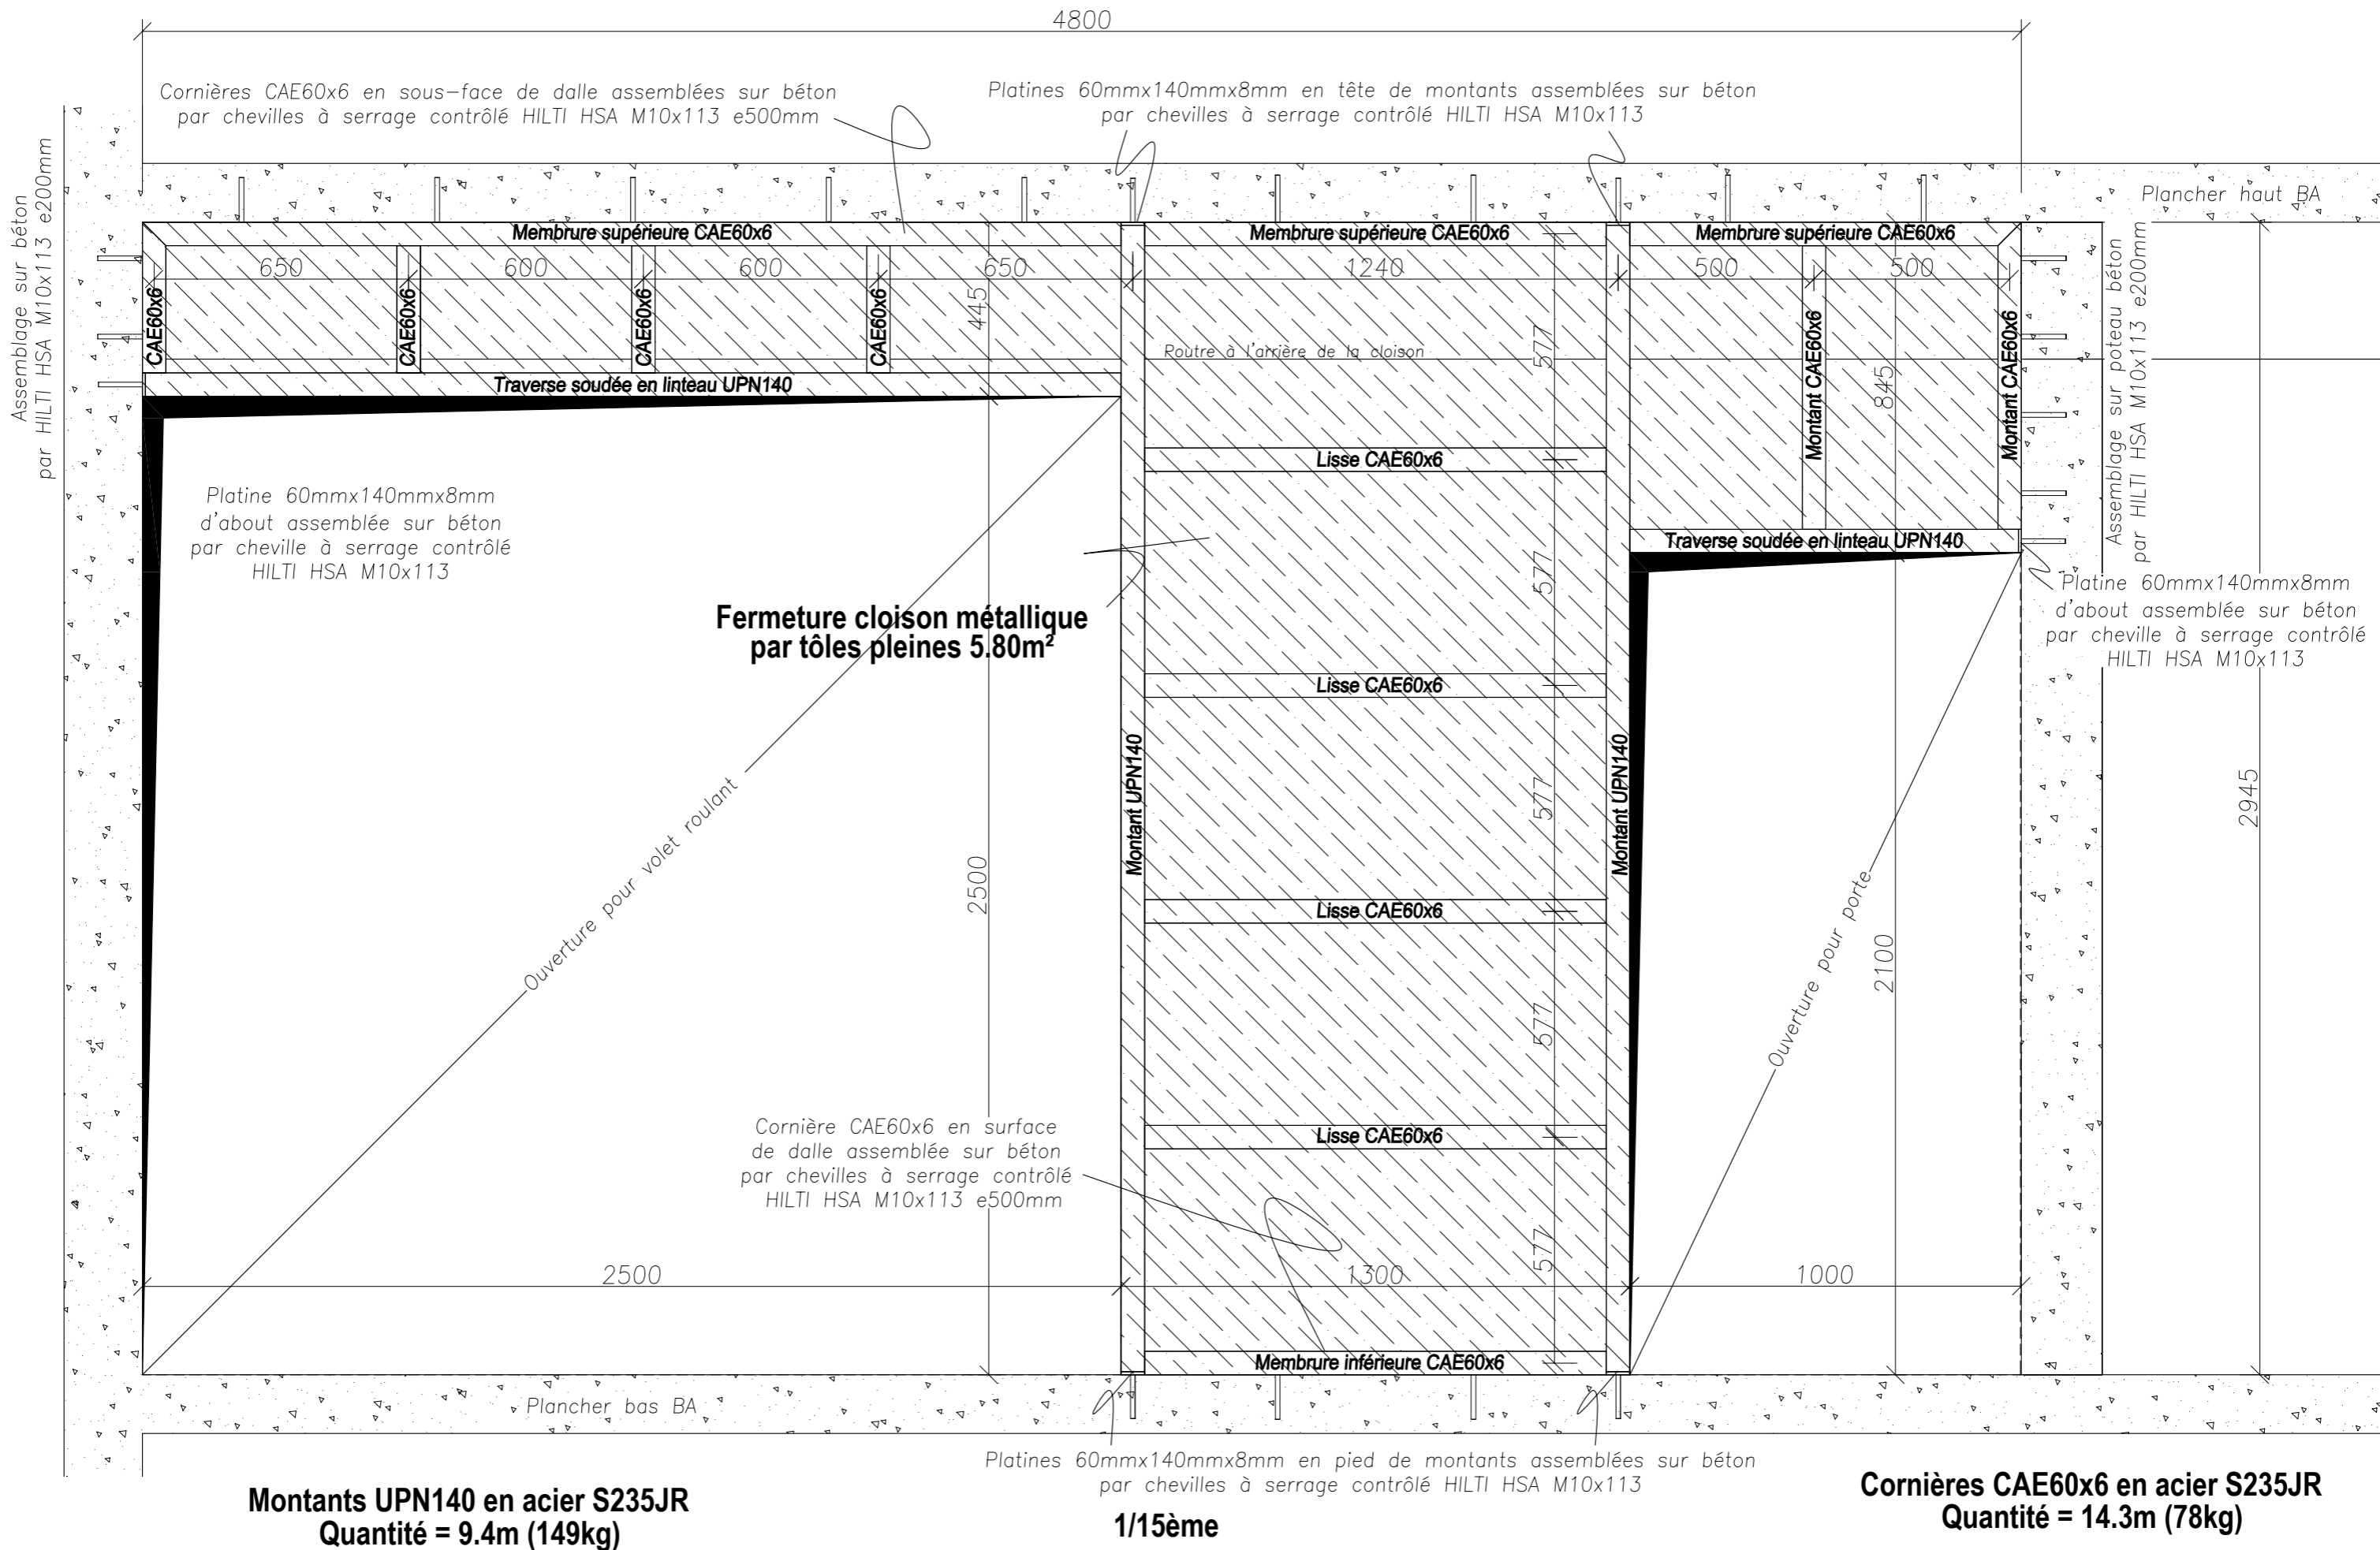 4800
Cornières CAE60x6 en sous-face de dalle assemblées sur béton
par chevilles à serrage contrôlé HILTI HSA M10x113 e500mm
Platines 60mmx140mmx8mm en tête de montants assemblées sur béton
par chevilles à serrage contrôlé HILTI HSA M10x113
Assemblage sur béton
par HILTI HSA M10x113 e200mm
Plancher haut BA
Membrure supérieure CAE60x6
Membrure supérieure CAE60x6
Membrure supérieure CAE60x6
650
600
600
650
1240
500
500
CAE60x6
CAE60x6
CAE60x6
CAE60x6
445
577
Poutre à l'arrière de la cloison
845
Montant CAE60x6
Montant CAE60x6
Assemblage sur poteau béton
par HILTI HSA M10x113 e200mm
Traverse soudée en linteau UPN140
Lisse CAE60x6
Platine 60mmx140mmx8mm
d'about assemblée sur béton
par cheville à serrage contrôlé
HILTI HSA M10x113
Traverse soudée en linteau UPN140
577
Platine 60mmx140mmx8mm
d'about assemblée sur béton
par cheville à serrage contrôlé
HILTI HSA M10x113
Fermeture cloison métallique
par tôles pleines 5.80m²
Lisse CAE60x6
Montant UPN140
Montant UPN140
577
2945
Ouverture pour volet roulant
2500
Lisse CAE60x6
Ouverture pour porte
2100
577
Cornière CAE60x6 en surface
de dalle assemblée sur béton
par chevilles à serrage contrôlé
HILTI HSA M10x113 e500mm
Lisse CAE60x6
577
2500
1300
1000
Membrure inférieure CAE60x6
Plancher bas BA
Platines 60mmx140mmx8mm en pied de montants assemblées sur béton
par chevilles à serrage contrôlé HILTI HSA M10x113
Montants UPN140 en acier S235JR
Quantité = 9.4m (149kg)
1/15ème
Cornières CAE60x6 en acier S235JR
Quantité = 14.3m (78kg)